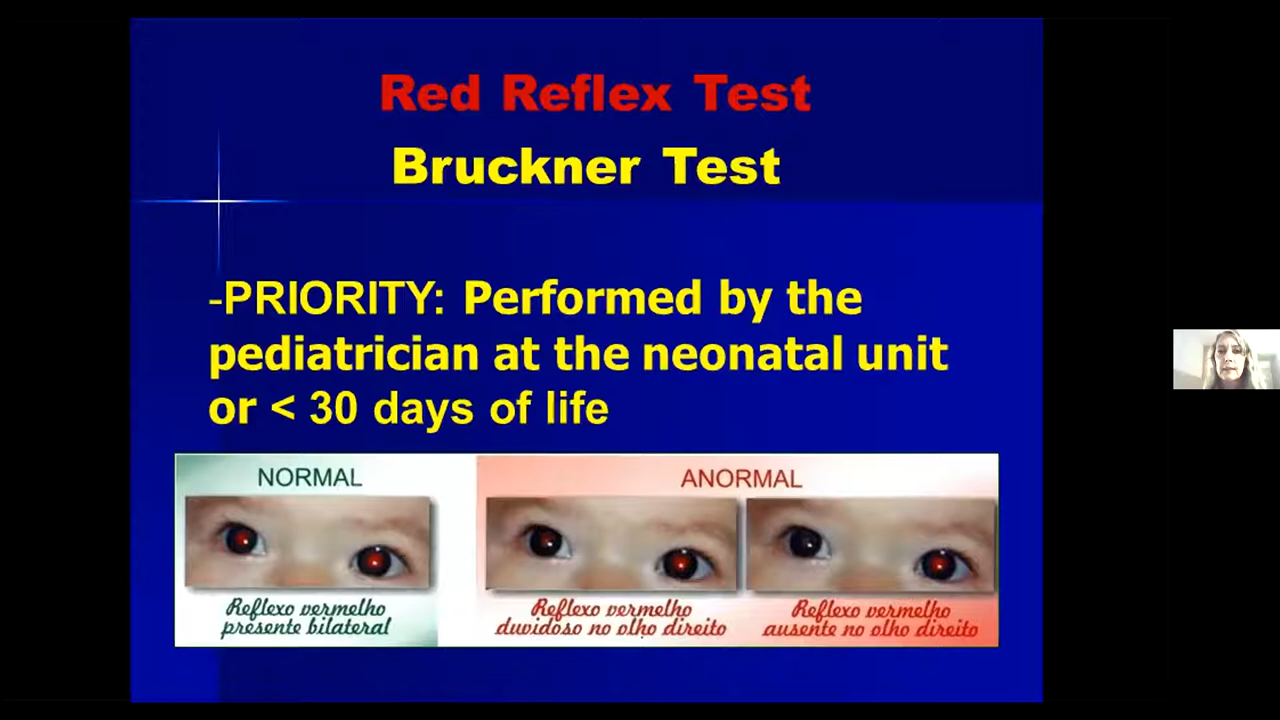 Red Reflex Test
Bruckner Test
-PRIORITY: Performed by the
pediatrician at the neonatal unit
or < 30 days of life
NORMAL
ANORMAL
Reflexo vermelho
presente bilateral
Reflexo vermelho
duvidoso no olho direito
Reflexo vermelho
ausente no olho direito